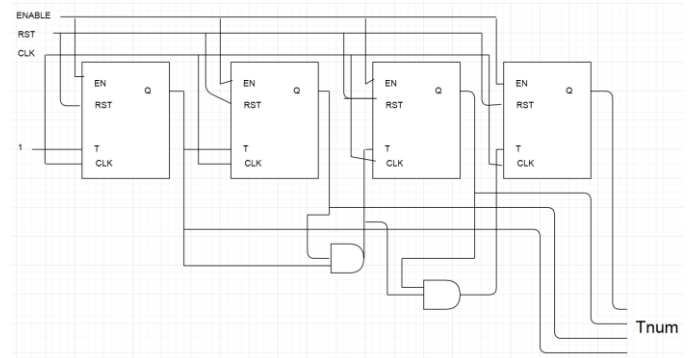 ENABLE
RST
CLK
EN Q EN Q EN Q EN Q
RST RST RST RST
1 T T T T
CLK CLK CLK CLK
Tnum